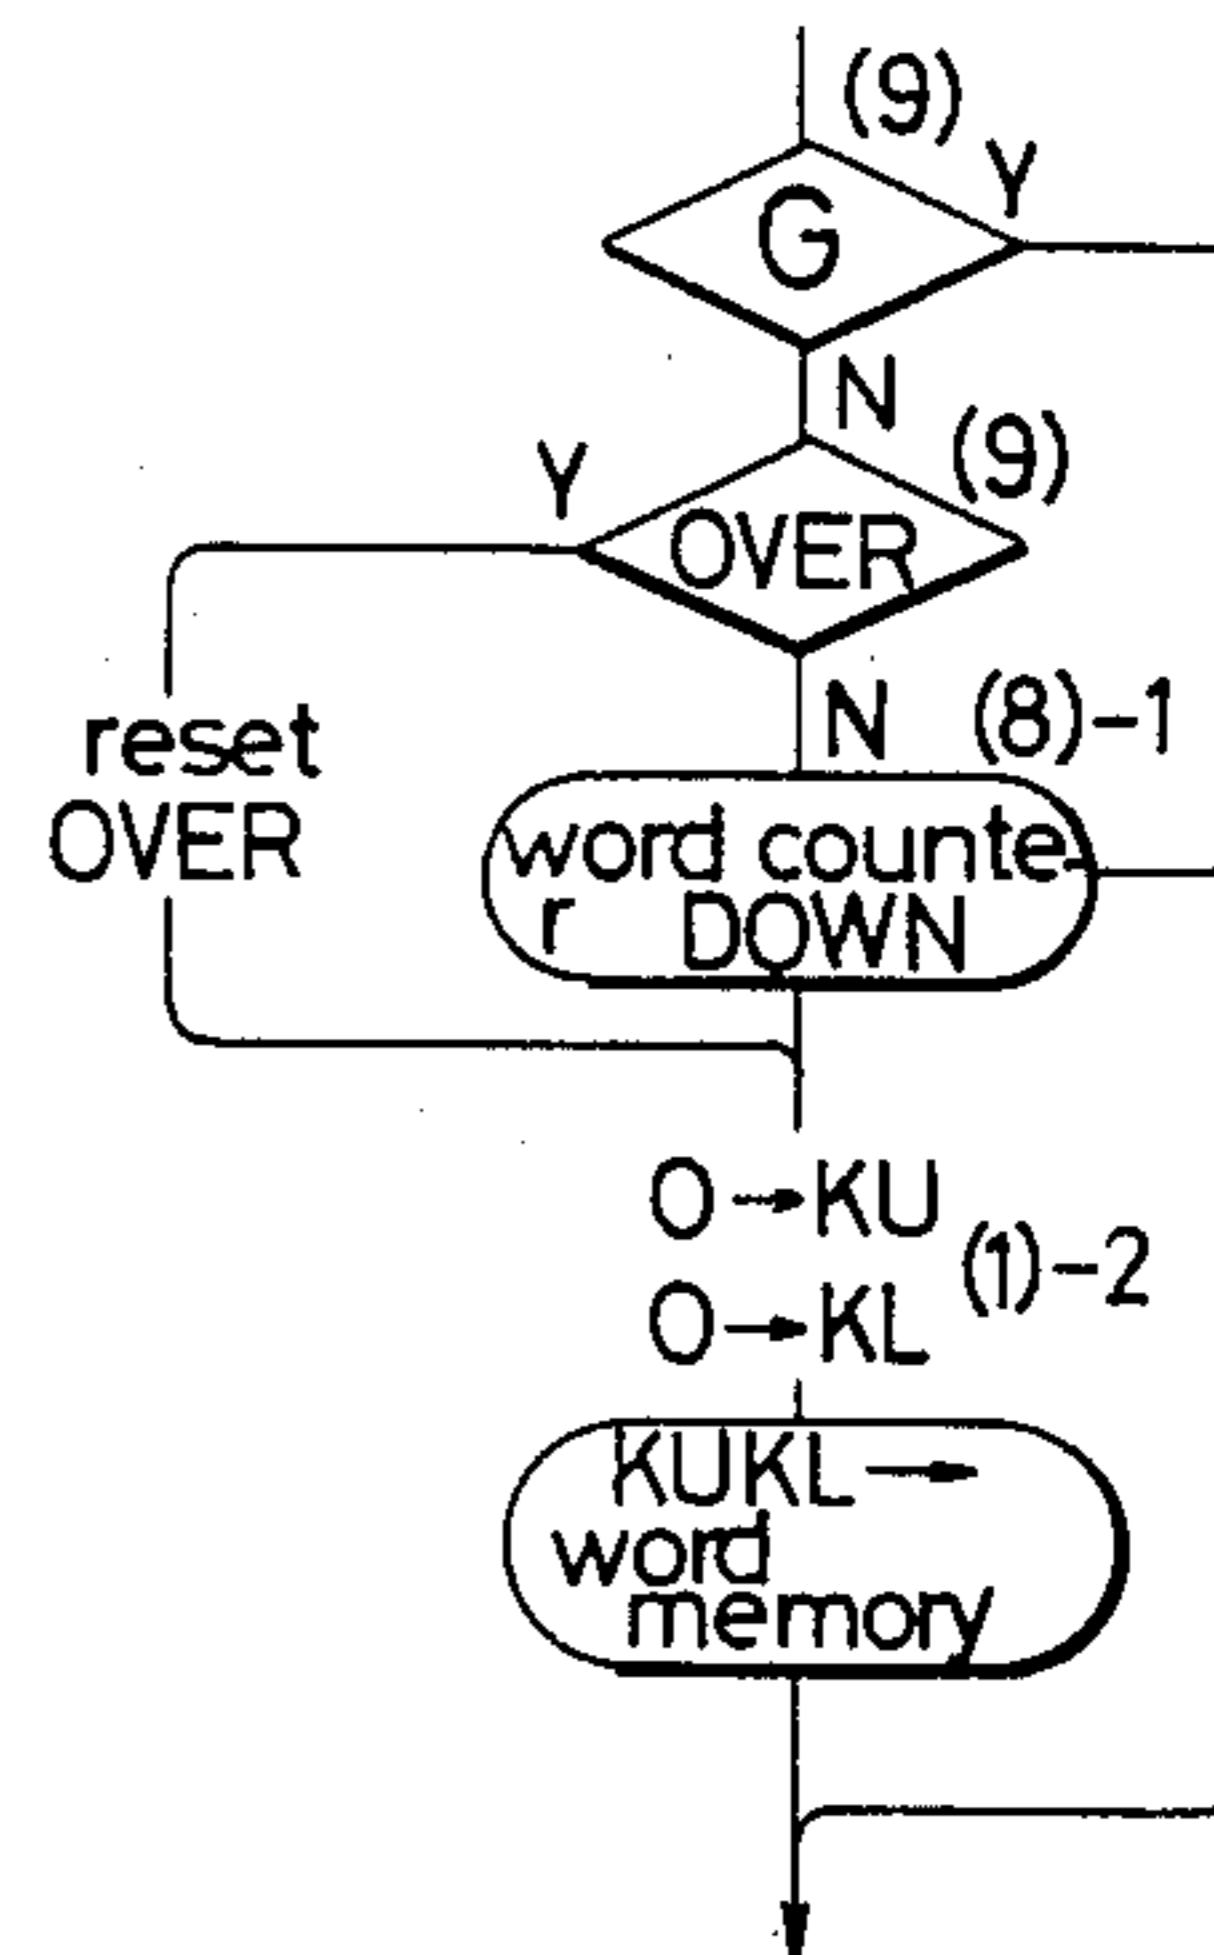 (9)
Y
G
N
(9)
Y
OVER
N
(8)-1
reset
OVER
word counte
r DOWN
O→KU
(1)-2
O→KL
KUKL→
word
memory